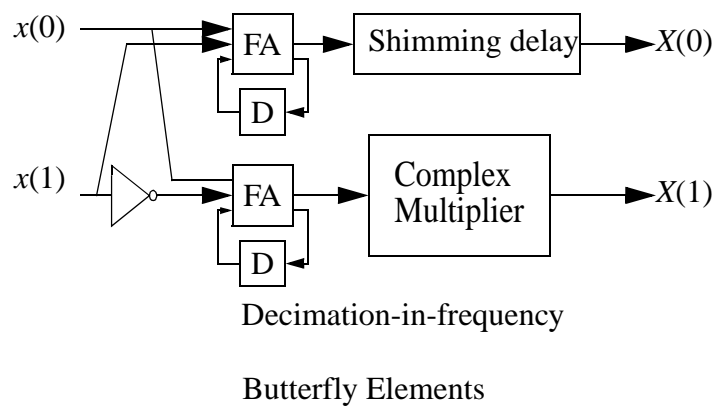 x(0)
FA
Shimming delay
X(0)
D
x(1)
FA
Complex
Multiplier
X(1)
D
Decimation-in-frequency
Butterfly Elements